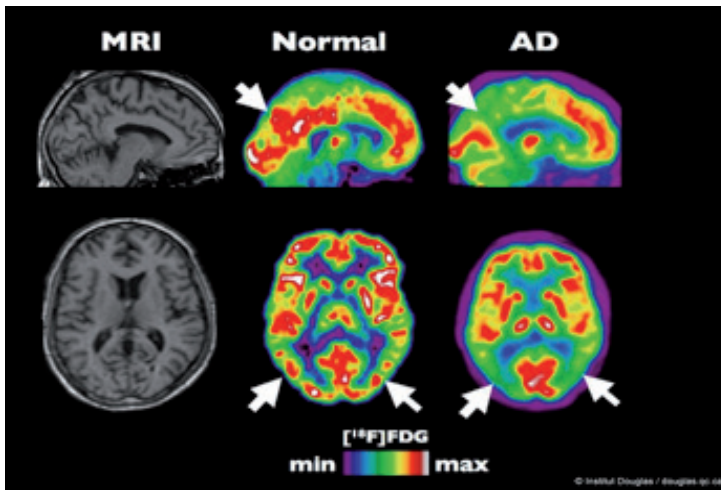 MRI Normal AD
[¹⁸F]FDG
min max
© Institut Douglas / douglas.qc.ca